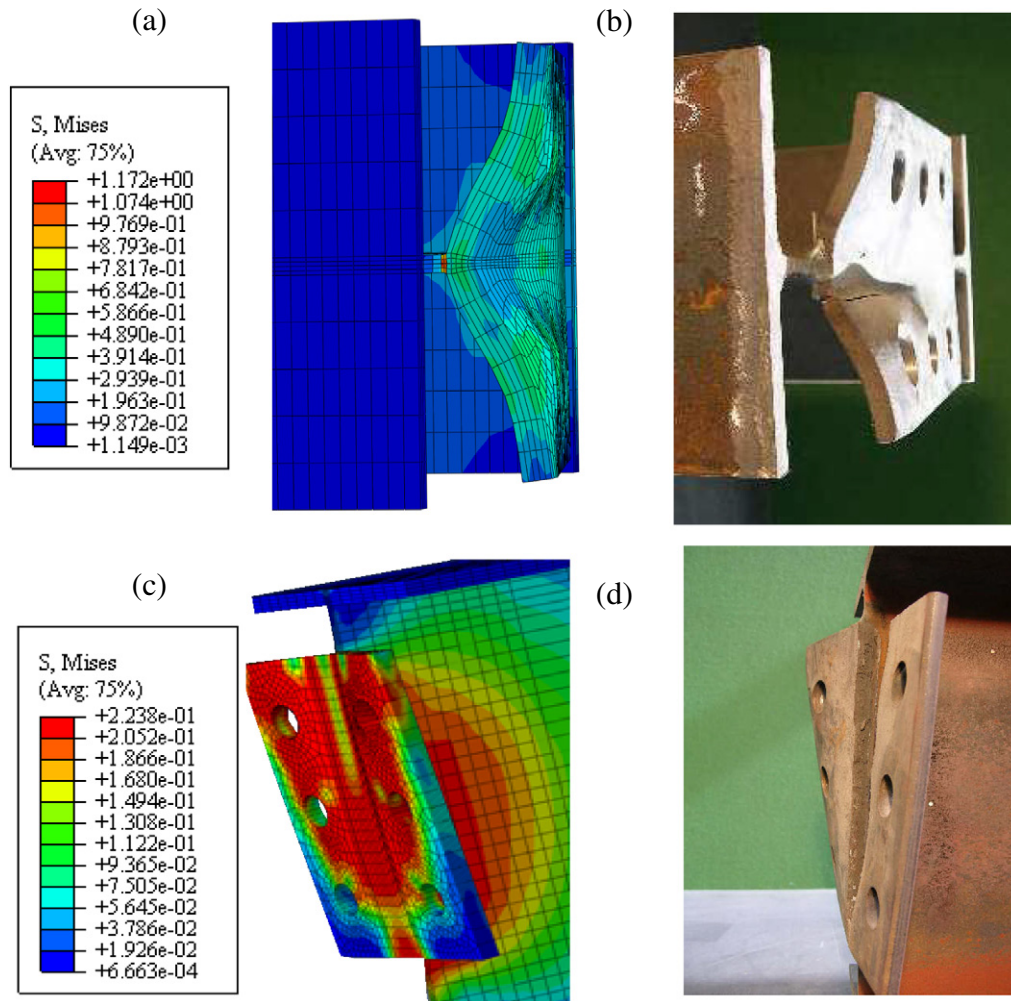 (a)
(b)
S, Mises
(Avg: 75%)
+1.172e+00
+1.074e+00
+9.769e-01
+8.793e-01
+7.817e-01
+6.842e-01
+5.866e-01
+4.890e-01
+3.914e-01
+2.939e-01
+1.963e-01
+9.872e-02
+1.149e-03
(c)
(d)
S, Mises
(Avg: 75%)
+2.238e-01
+2.052e-01
+1.866e-01
+1.680e-01
+1.494e-01
+1.308e-01
+1.122e-01
+9.365e-02
+7.505e-02
+5.645e-02
+3.786e-02
+1.926e-02
+6.663e-04